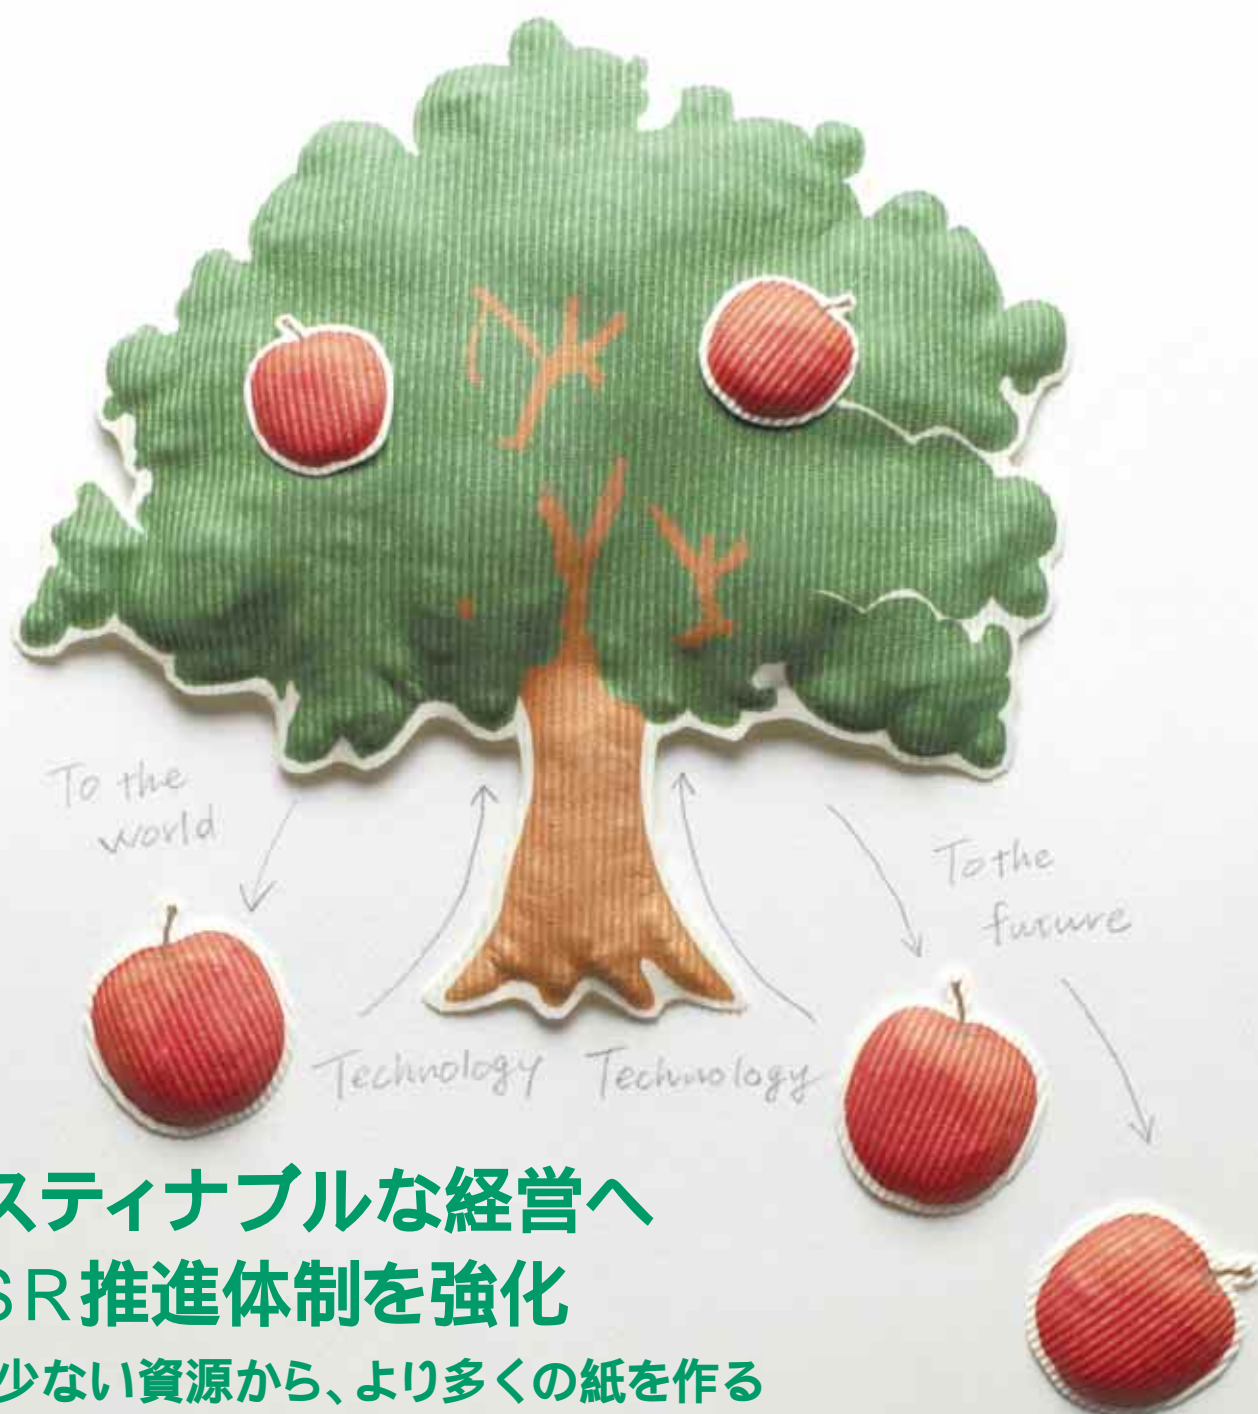 To the
world
To the
fuxure
Technology Technology
スティナブルな経営へ
SR推進体制を強化
少ない資源から、より多くの紙を作る